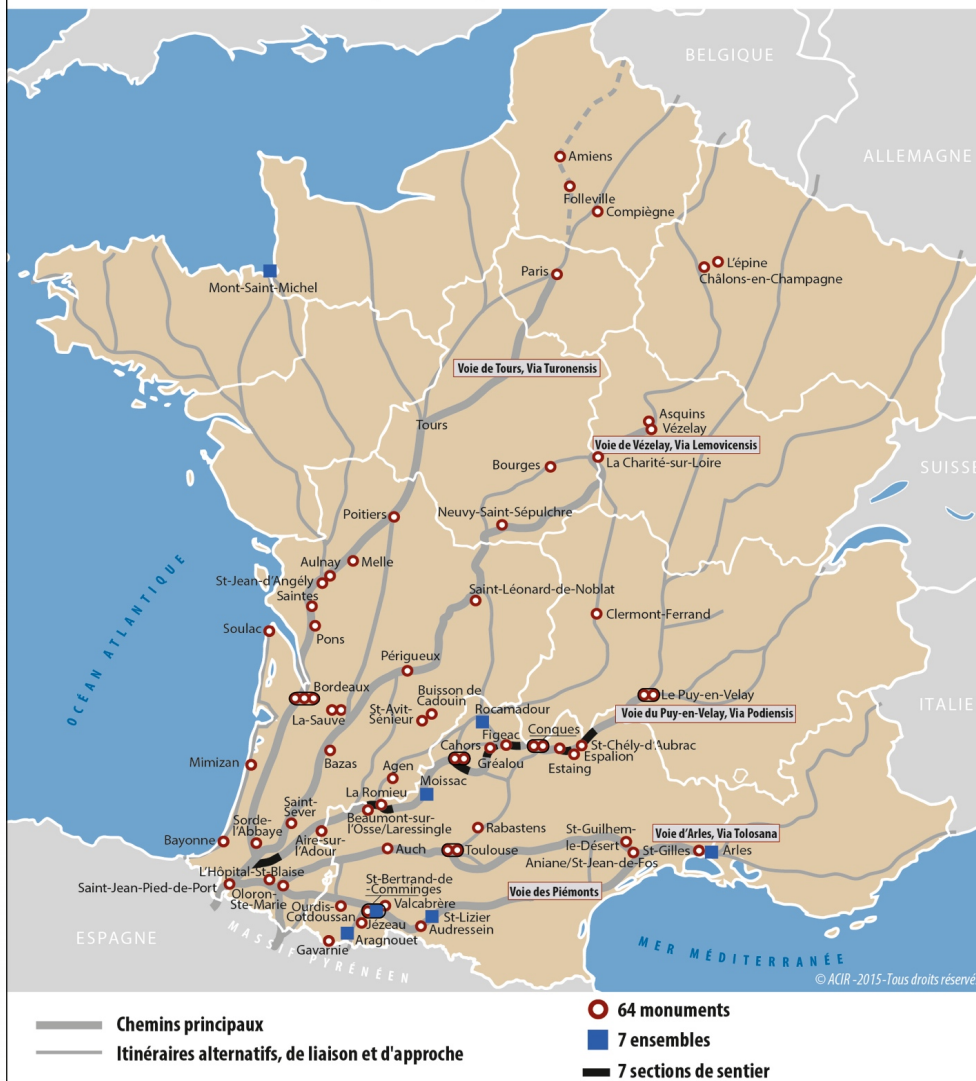 BELGIQUE
ALLEMAGNE
Amiens
Folleville
Compiègne
Paris
L'épine
Châlons-en-Champagne
Mont-Saint-Michel
Voie de Tours, Via Turonensis
Tours
Asquins
Vézelay
Voie de Vézelay, Via Lemovicensis
Bourges
La Charité-sur-Loire
SUISSE
Poitiers
Neuvy-Saint-Sépulchre
Aulnay
Melle
St-Jean-d'Angély
Saintes
Saint-Léonard-de-Noblat
Clermont-Ferrand
Soulac
Pons
OCÉAN ATLANTIQUE
Périgueux
Bordeaux
Buisson de
Cadouin
Le Puy-en-Velay
ITALIE
La-Sauve
St-Avit-
Sénieur
Rocamadour
Voie du Puy-en-Velay, Via Podiensis
Figeac
Conques
Cahors
St-Chély-d'Aubrac
Gréalou
Espalion
Estaing
Mimizan
Bazas
Agen
Moissac
La Romieu
Saint-
Sever
Beaumont-sur-
l'Osse/Laressingle
Sorde-
l'Abbaye
Rabastens
St-Guilhem-
le-Désert
Voie d'Arles, Via Tolosana
Bayonne
Aire-sur-
l'Adour
Auch
Toulouse
St-Gilles
Arles
Aniane/St-Jean-de-Fos
L'Hôpital-St-Blaise
Saint-Jean-Pied-de-Port
Oloron-
Ste-Marie
St-Bertrand-de
-Comminges
Voie des Piémonts
Ourdis-
Cotdoussan
Valcabrère
Jézeau
St-Lizier
Audressein
ESPAGNE
Aragnouet
Gavarnie
MASSIF PYRÉNÉEN
MER MÉDITERRANÉE
© ACIR -2015-Tous droits réservé
Chemins principaux
Itinéraires alternatifs, de liaison et d'approche
64 monuments
7 ensembles
7 sections de sentier